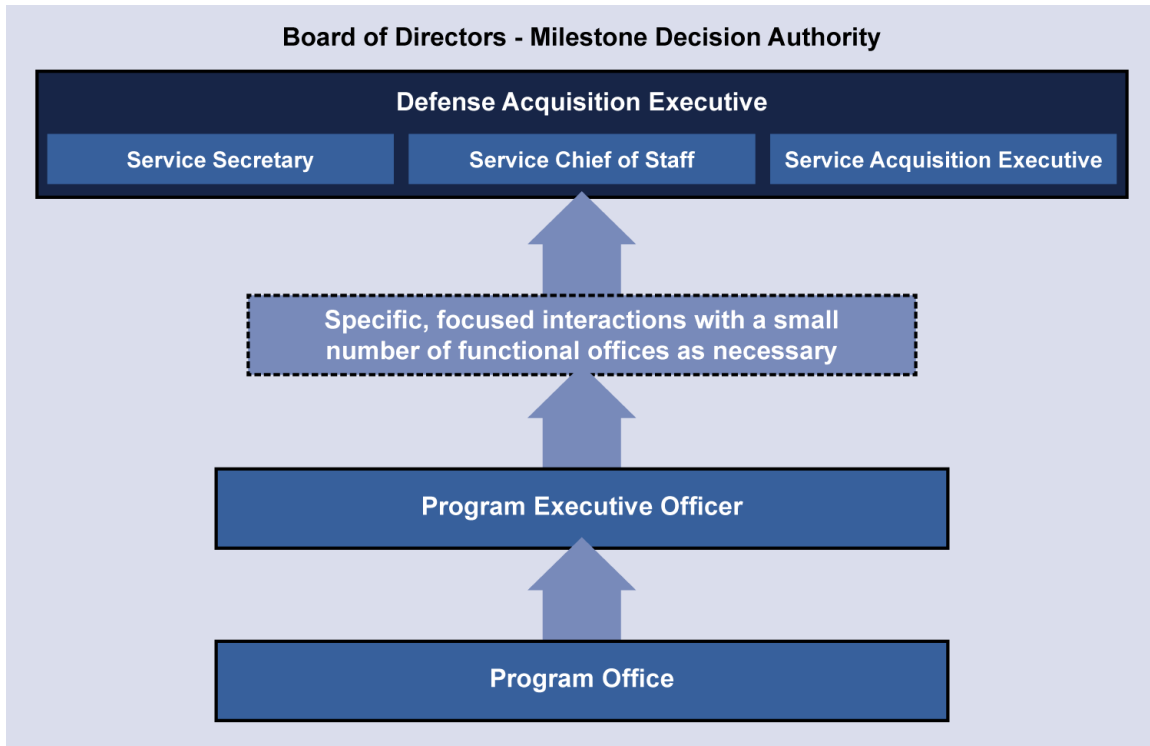 Board of Directors - Milestone Decision Authority
Defense Acquisition Executive
Service Secretary
Service Chief of Staff
Service Acquisition Executive
Specific, focused interactions with a small
number of functional offices as necessary
Program Executive Officer
Program Office